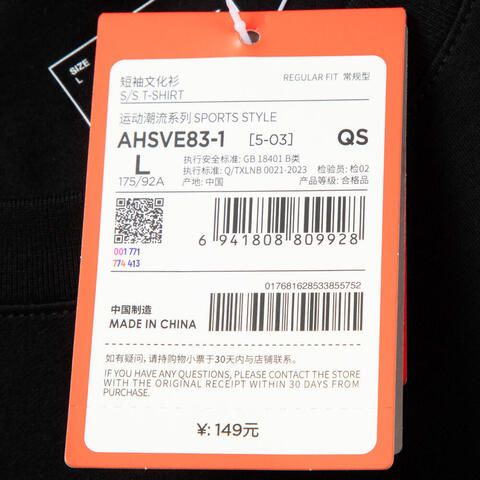 SIZE
L
短袖文化衫
S/S T-SHIRT
REGULAR FIT 常规型
运动潮流系列 SPORTS STYLE
AHSVE83-1 [5-03] QS
L
175/92A
执行安全标准: GB 18401 B类
执行标准: Q/TXLNB 0021-2023 检验员: 检02
产地: 中国 产品等级: 合格品
001 771
774 413
6 941808 809928
017681628533855752
中国制造
MADE IN CHINA
如有疑问，请持购物小票于30天内与店铺联系。
IF YOU HAVE ANY QUESTIONS, PLEASE CONTACT THE STORE
WITH THE ORIGINAL RECEIPT WITHIN 30 DAYS FROM
PURCHASE.
¥: 149元